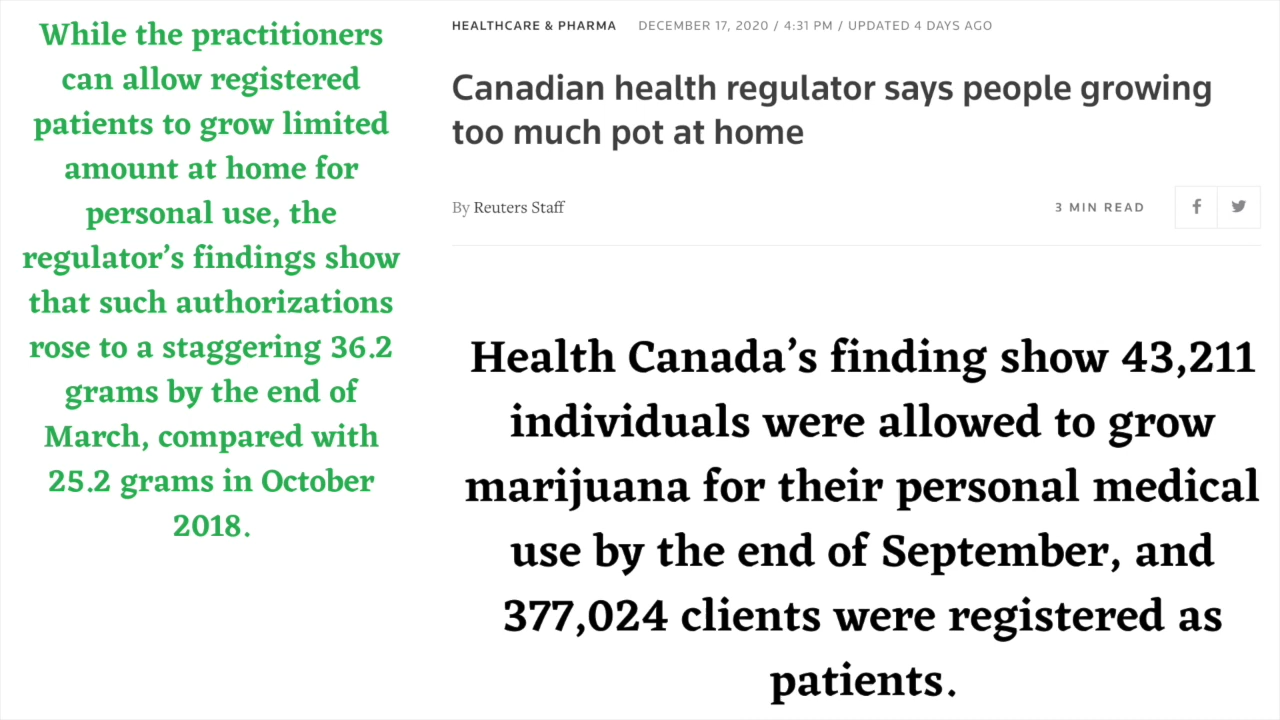 While the practitioners
can allow registered
patients to grow limited
amount at home for
personal use, the
regulator’s findings show
that such authorizations
rose to a staggering 36.2
grams by the end of
March, compared with
25.2 grams in October
2018.
HEALTHCARE & PHARMA DECEMBER 17, 2020 / 4:31 PM / UPDATED 4 DAYS AGO
Canadian health regulator says people growing
too much pot at home
By Reuters Staff 3 MIN READ
Health Canada’s finding show 43,211
individuals were allowed to grow
marijuana for their personal medical
use by the end of September, and
377,024 clients were registered as
patients.